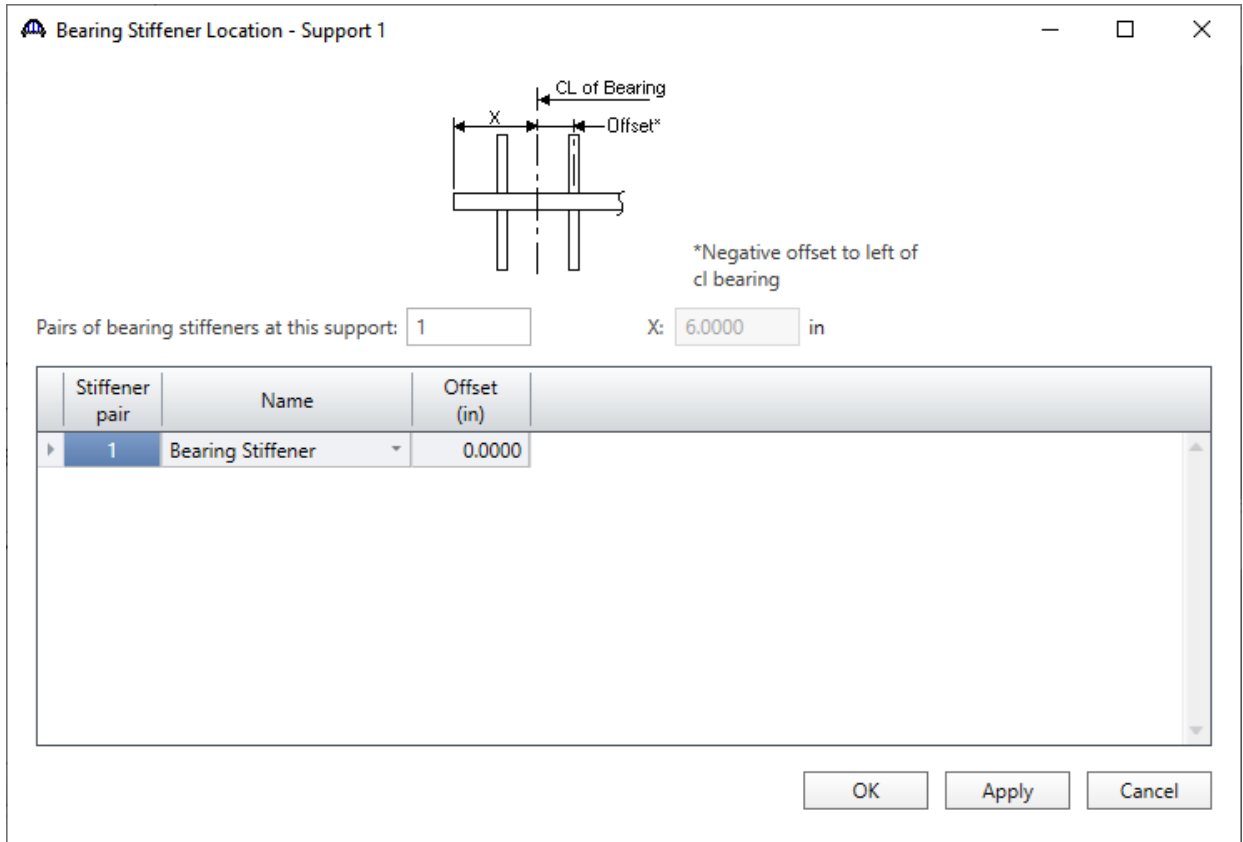 Bearing Stiffener Location - Support 1
CL of Bearing
X
Offset*
*Negative offset to left of
cl bearing
Pairs of bearing stiffeners at this support: 1
X: 6.0000 in
Stiffener
pair
Name
Offset
(in)
1 Bearing Stiffener 0.0000
OK Apply Cancel